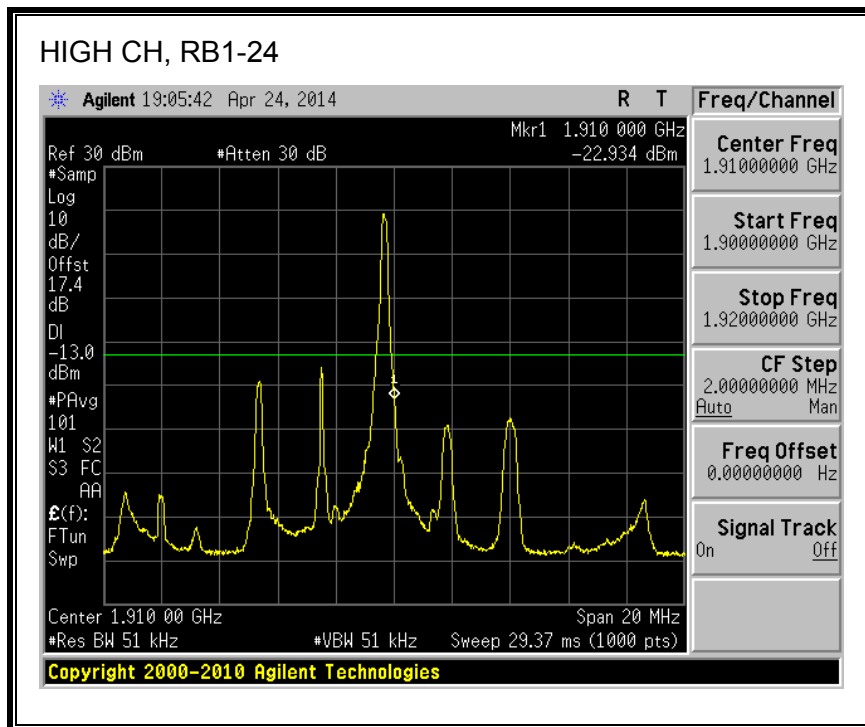 HIGH CH, RB1-24
Agilent 19:05:42 Apr 24, 2014 R T
Mkr1 1.910 000 GHz
Ref 30 dBm #Atten 30 dB -22.934 dBm
#Samp
Log
10
dB/
Offst
17.4
dB
DI
-13.0
dBm
#PAvg
101
W1 S2
S3 FC
AA
£(f):
FTun
Swp
1
Center 1.910 00 GHz Span 20 MHz
#Res BW 51 kHz #VBW 51 kHz Sweep 29.37 ms (1000 pts)
Copyright 2000-2010 Agilent Technologies
Freq/Channel
Center Freq
1.91000000 GHz
Start Freq
1.90000000 GHz
Stop Freq
1.92000000 GHz
CF Step
2.00000000 MHz
Auto Man
Freq Offset
0.00000000 Hz
Signal Track
On Off